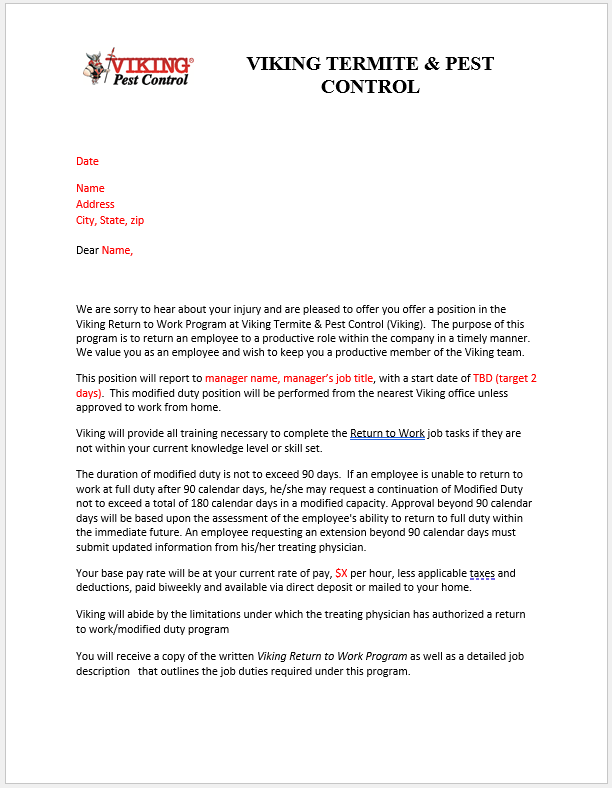 VIKING®
Pest Control
VIKING TERMITE & PEST
CONTROL
Date
Name
Address
City, State, zip
Dear Name,
We are sorry to hear about your injury and are pleased to offer you offer a position in the
Viking Return to Work Program at Viking Termite & Pest Control (Viking).  The purpose of this
program is to return an employee to a productive role within the company in a timely manner.
We value you as an employee and wish to keep you a productive member of the Viking team.
This position will report to manager name, manager's job title, with a start date of TBD (target 2
days).  This modified duty position will be performed from the nearest Viking office unless
approved to work from home.
Viking will provide all training necessary to complete the Return to Work job tasks if they are
not within your current knowledge level or skill set.
The duration of modified duty is not to exceed 90 days.  If an employee is unable to return to
work at full duty after 90 calendar days, he/she may request a continuation of Modified Duty
not to exceed a total of 180 calendar days in a modified capacity. Approval beyond 90 calendar
days will be based upon the assessment of the employee's ability to return to full duty within
the immediate future. An employee requesting an extension beyond 90 calendar days must
submit updated information from his/her treating physician.
Your base pay rate will be at your current rate of pay, $X per hour, less applicable taxes and
deductions, paid biweekly and available via direct deposit or mailed to your home.
Viking will abide by the limitations under which the treating physician has authorized a return
to work/modified duty program
You will receive a copy of the written Viking Return to Work Program as well as a detailed job
description   that outlines the job duties required under this program.